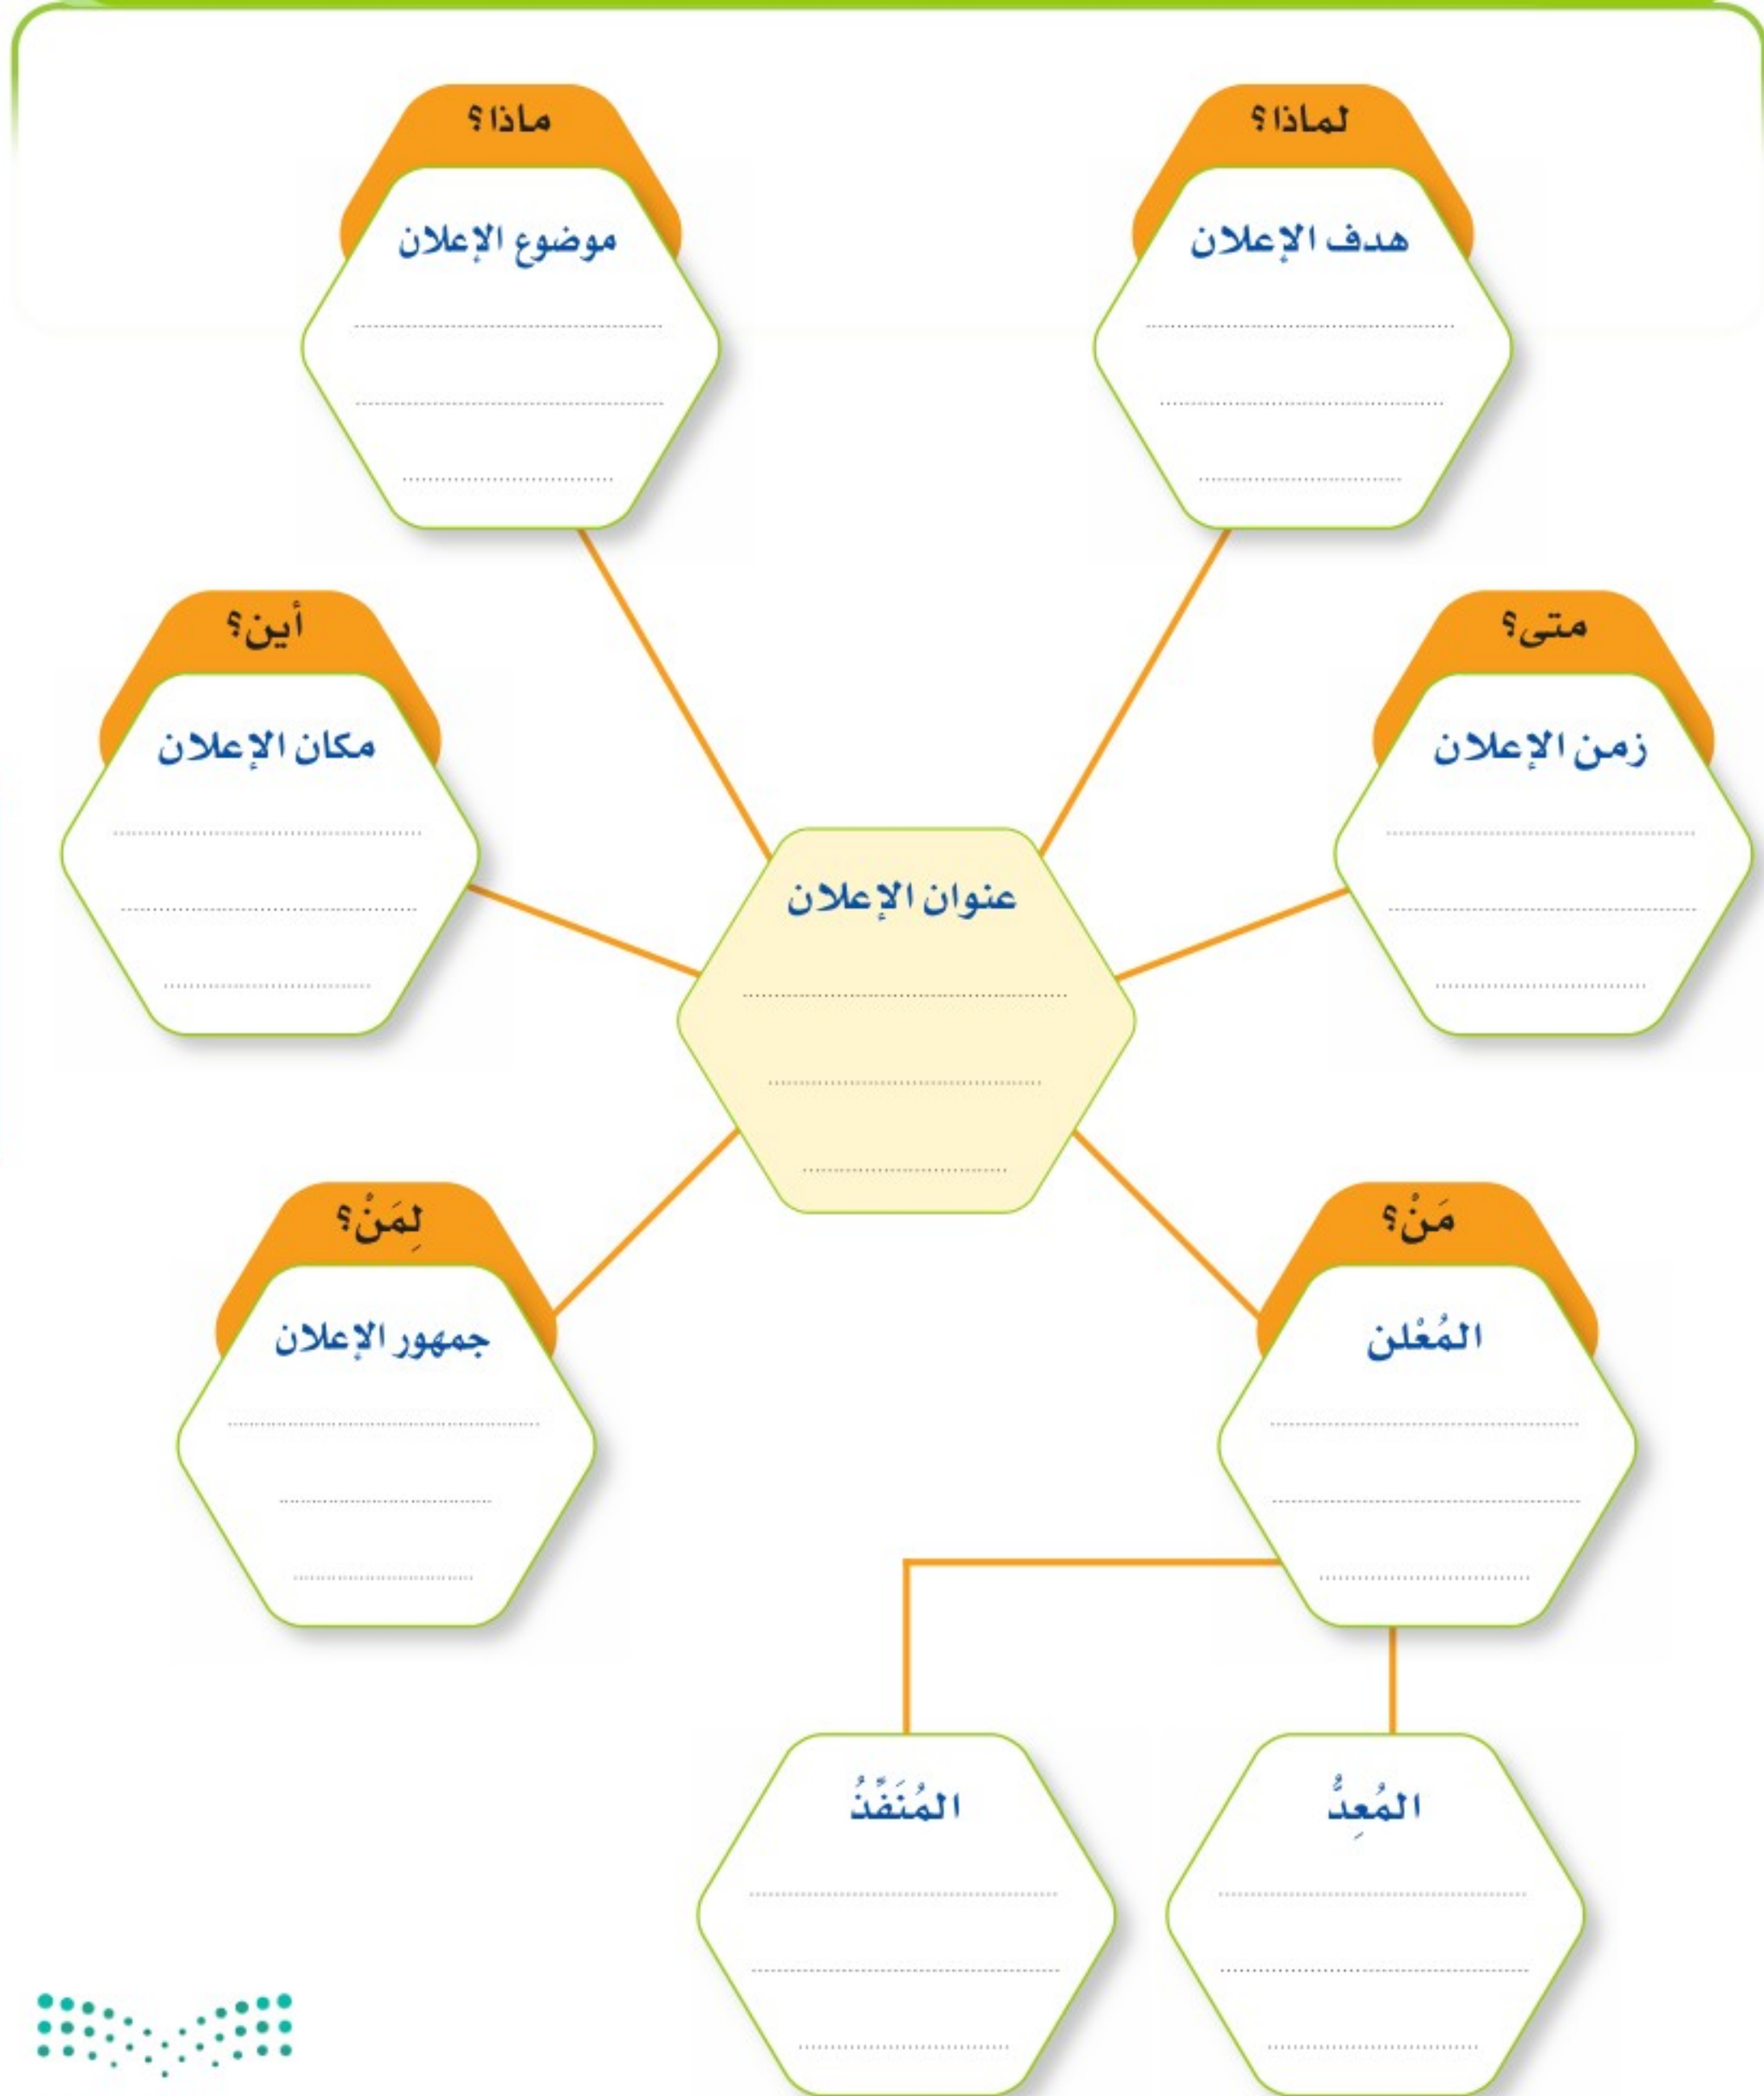 لماذا؟
هدف الإعلان
ماذا؟
موضوع الإعلان
متى؟
زمن الإعلان
أين؟
مكان الإعلان
عنوان الإعلان
مَنْ؟
المُعْلن
لِمَنْ؟
جمهور الإعلان
المُعِدُّ
المُنَفَّذُ